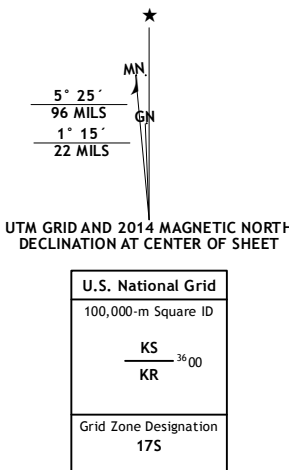 ★
MN
GN
5° 25´
96 MILS
1° 15´
22 MILS
UTM GRID AND 2014 MAGNETIC NORTH
DECLINATION AT CENTER OF SHEET
U.S. National Grid
100,000-m Square ID
KS
3600
KR
Grid Zone Designation
17S